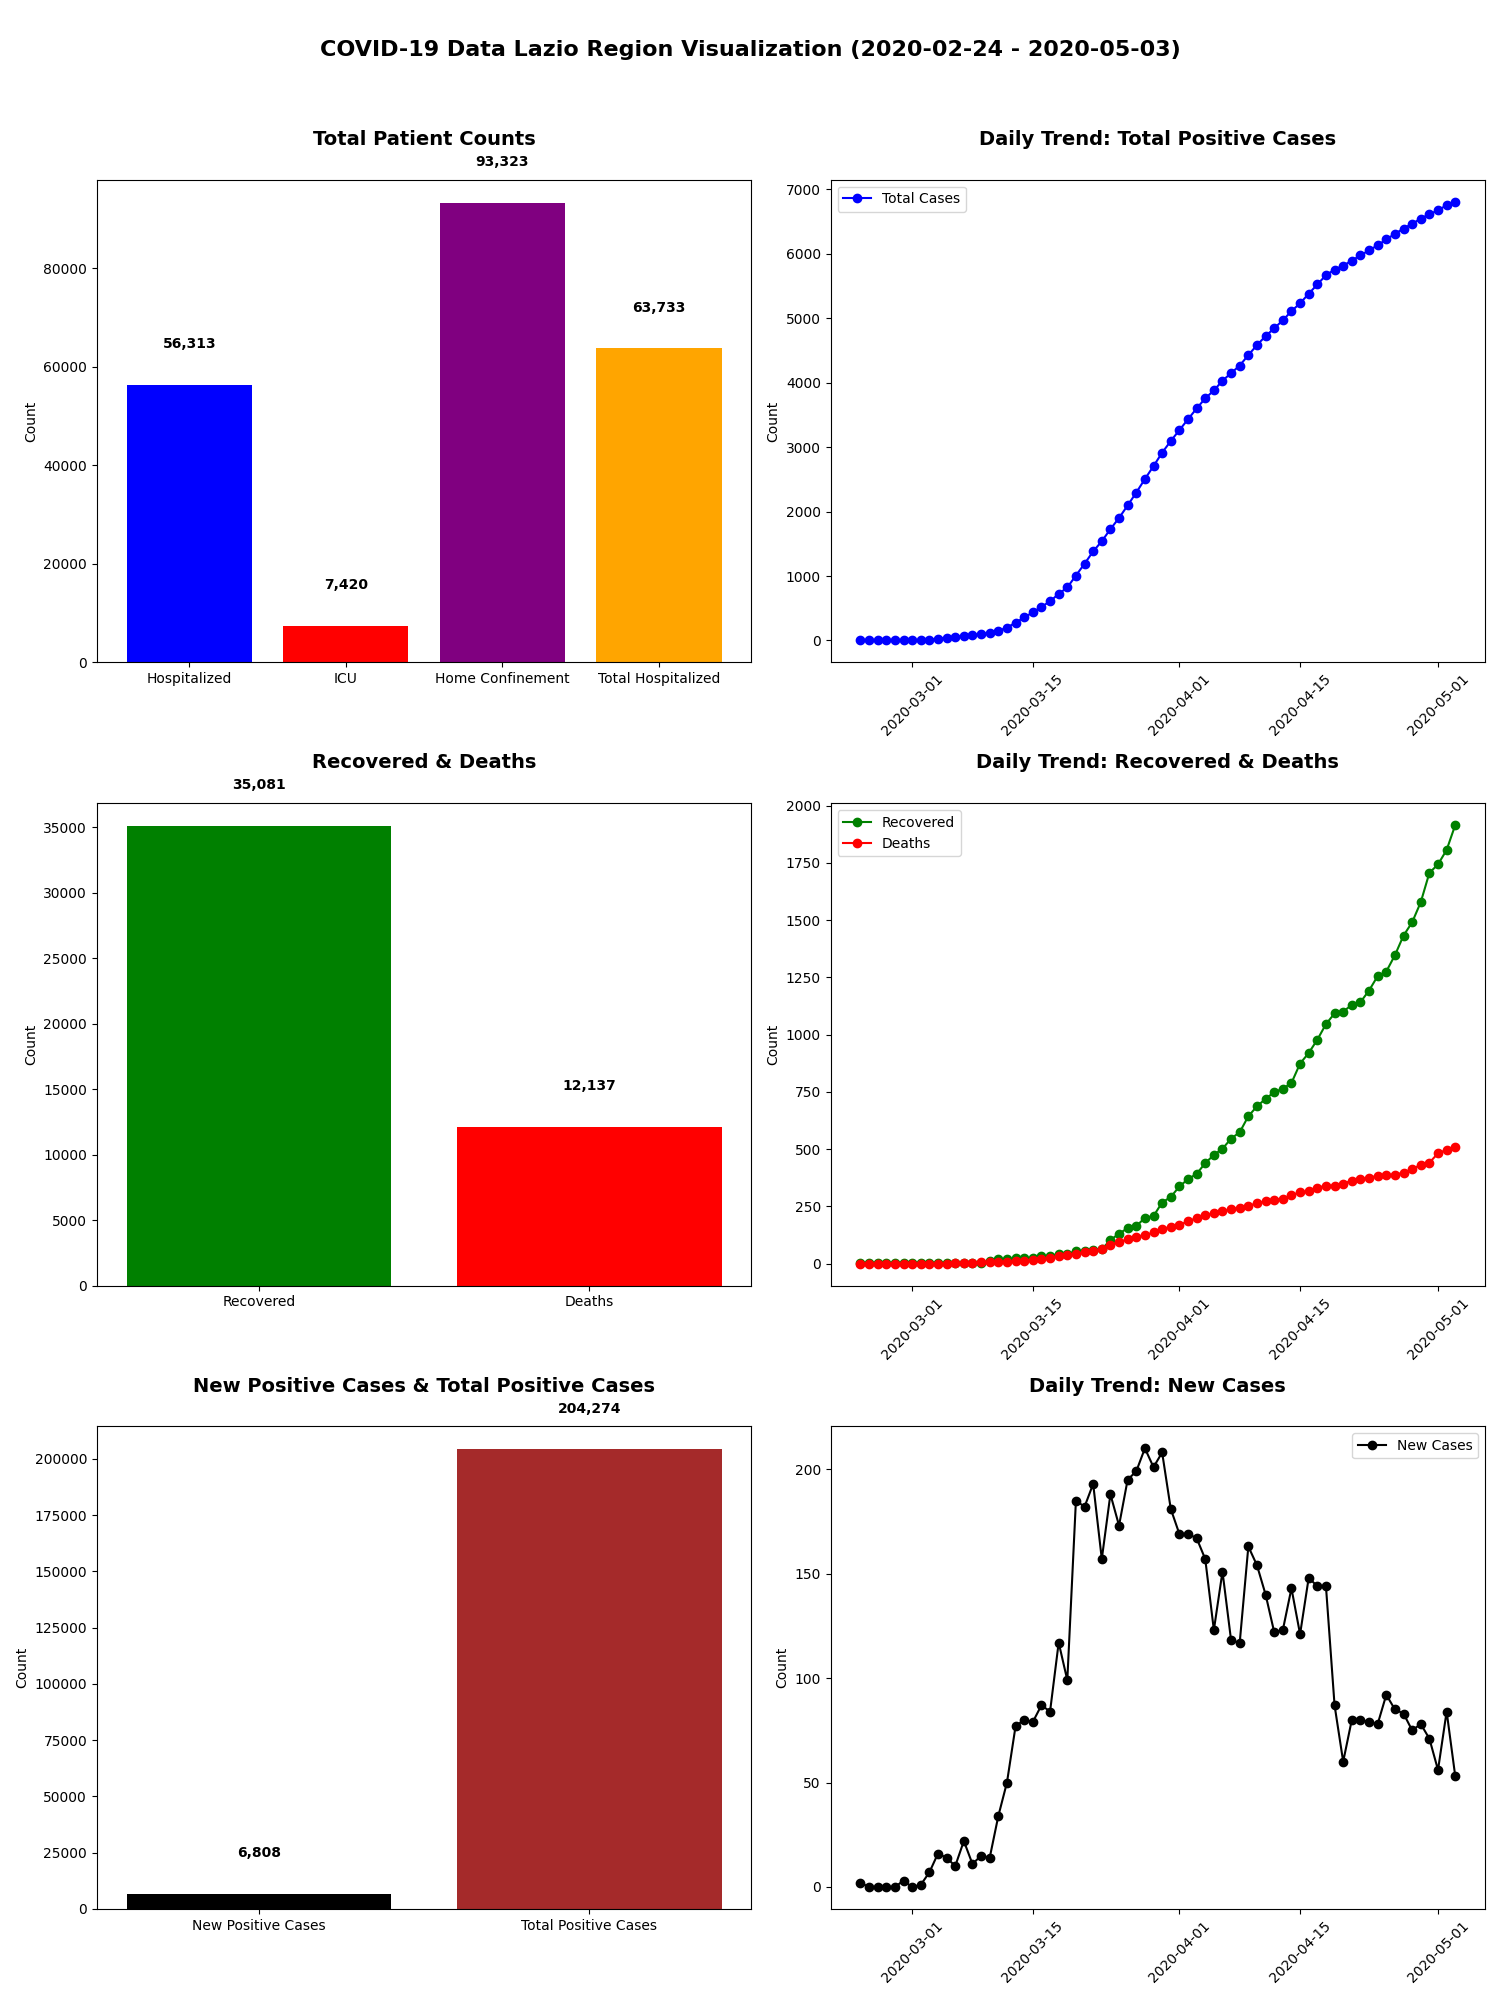 COVID-19 Data Lazio Region Visualization (2020-02-24 - 2020-05-03)
Total Patient Counts
93,323
63,733
56,313
7,420
Count
80000
60000
40000
20000
0
Hospitalized
ICU
Home Confinement
Total Hospitalized
Daily Trend: Total Positive Cases
Total Cases
Count
7000
6000
5000
4000
3000
2000
1000
0
2020-03-01
2020-03-15
2020-04-01
2020-04-15
2020-05-01
Recovered & Deaths
35,081
12,137
Count
35000
30000
25000
20000
15000
10000
5000
0
Recovered
Deaths
Daily Trend: Recovered & Deaths
Recovered
Deaths
Count
2000
1750
1500
1250
1000
750
500
250
0
2020-03-01
2020-03-15
2020-04-01
2020-04-15
2020-05-01
New Positive Cases & Total Positive Cases
204,274
6,808
Count
200000
175000
150000
125000
100000
75000
50000
25000
0
New Positive Cases
Total Positive Cases
Daily Trend: New Cases
New Cases
Count
200
150
100
50
0
2020-03-01
2020-03-15
2020-04-01
2020-04-15
2020-05-01